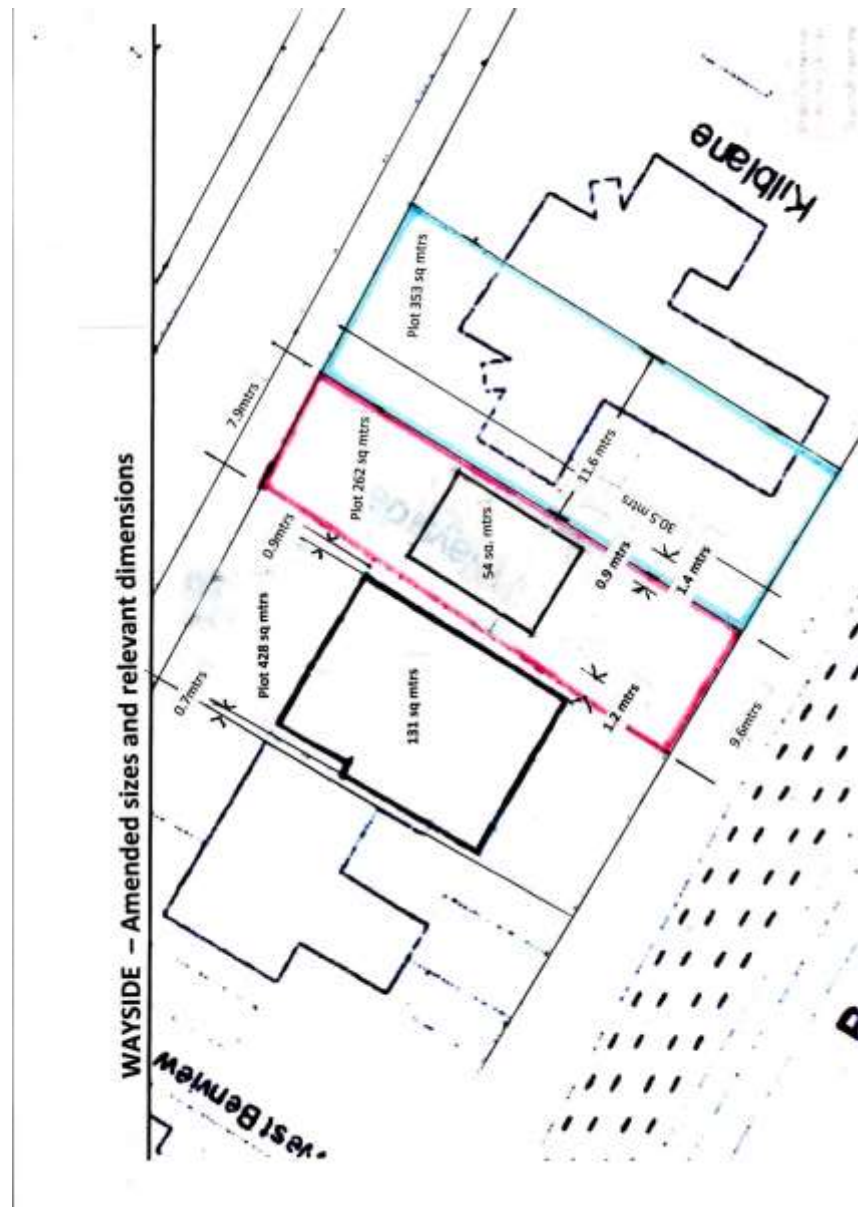 WAYSIDE – Amended sizes and relevant dimensions
Kilblane
Plot 353 sq mtrs
7.9mtrs
Plot 262 sq mtrs
11.6 mtrs
30.5 mtrs
0.9mtrs
54 sq. mtrs
0.9 mtrs
1.4 mtrs
Plot 428 sq mtrs
0.7mtrs
131 sq mtrs
1.2 mtrs
9.6mtrs
Benview